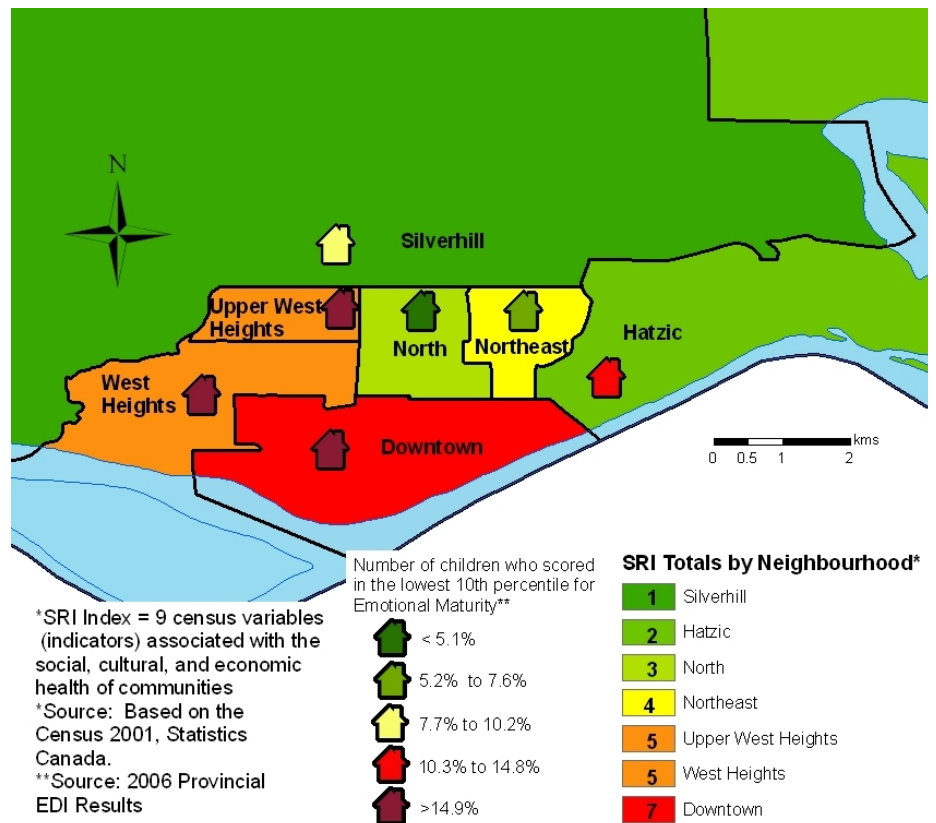 N
Silverhill
Upper West
Heights
North
Northeast
Hatzic
West
Heights
Downtown
kms
0 0.5 1 2
Number of children who scored
in the lowest 10th percentile for
Emotional Maturity**
< 5.1%
5.2% to 7.6%
7.7% to 10.2%
10.3% to 14.8%
>14.9%
SRI Totals by Neighbourhood*
1 Silverhill
2 Hatzic
3 North
4 Northeast
5 Upper West Heights
5 West Heights
7 Downtown
*SRI Index = 9 census variables
(indicators) associated with the
social, cultural, and economic
health of communities
*Source: Based on the
Census 2001, Statistics
Canada.
**Source: 2006 Provincial
EDI Results